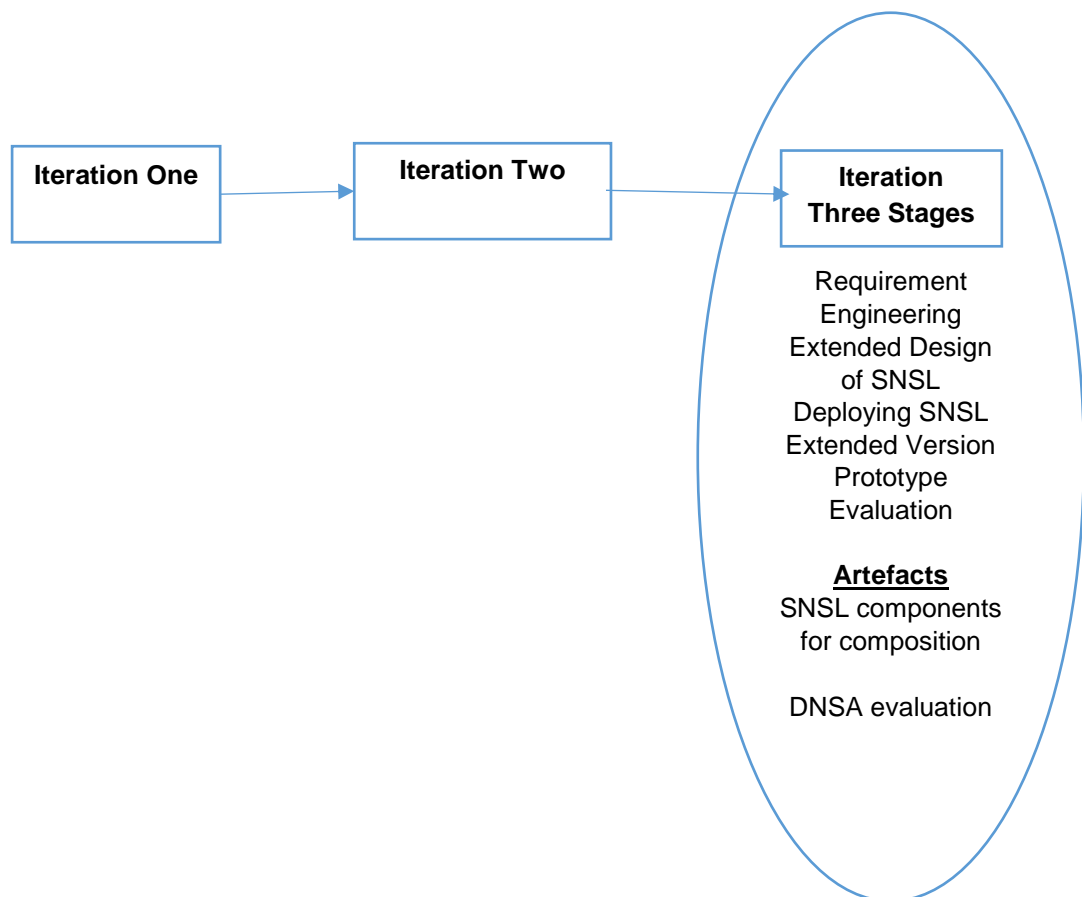 Iteration One
Iteration Two
Iteration
Three Stages
Requirement
Engineering
Extended Design
of SNSL
Deploying SNSL
Extended Version
Prototype
Evaluation
Artefacts
SNSL components
for composition
DNSA evaluation